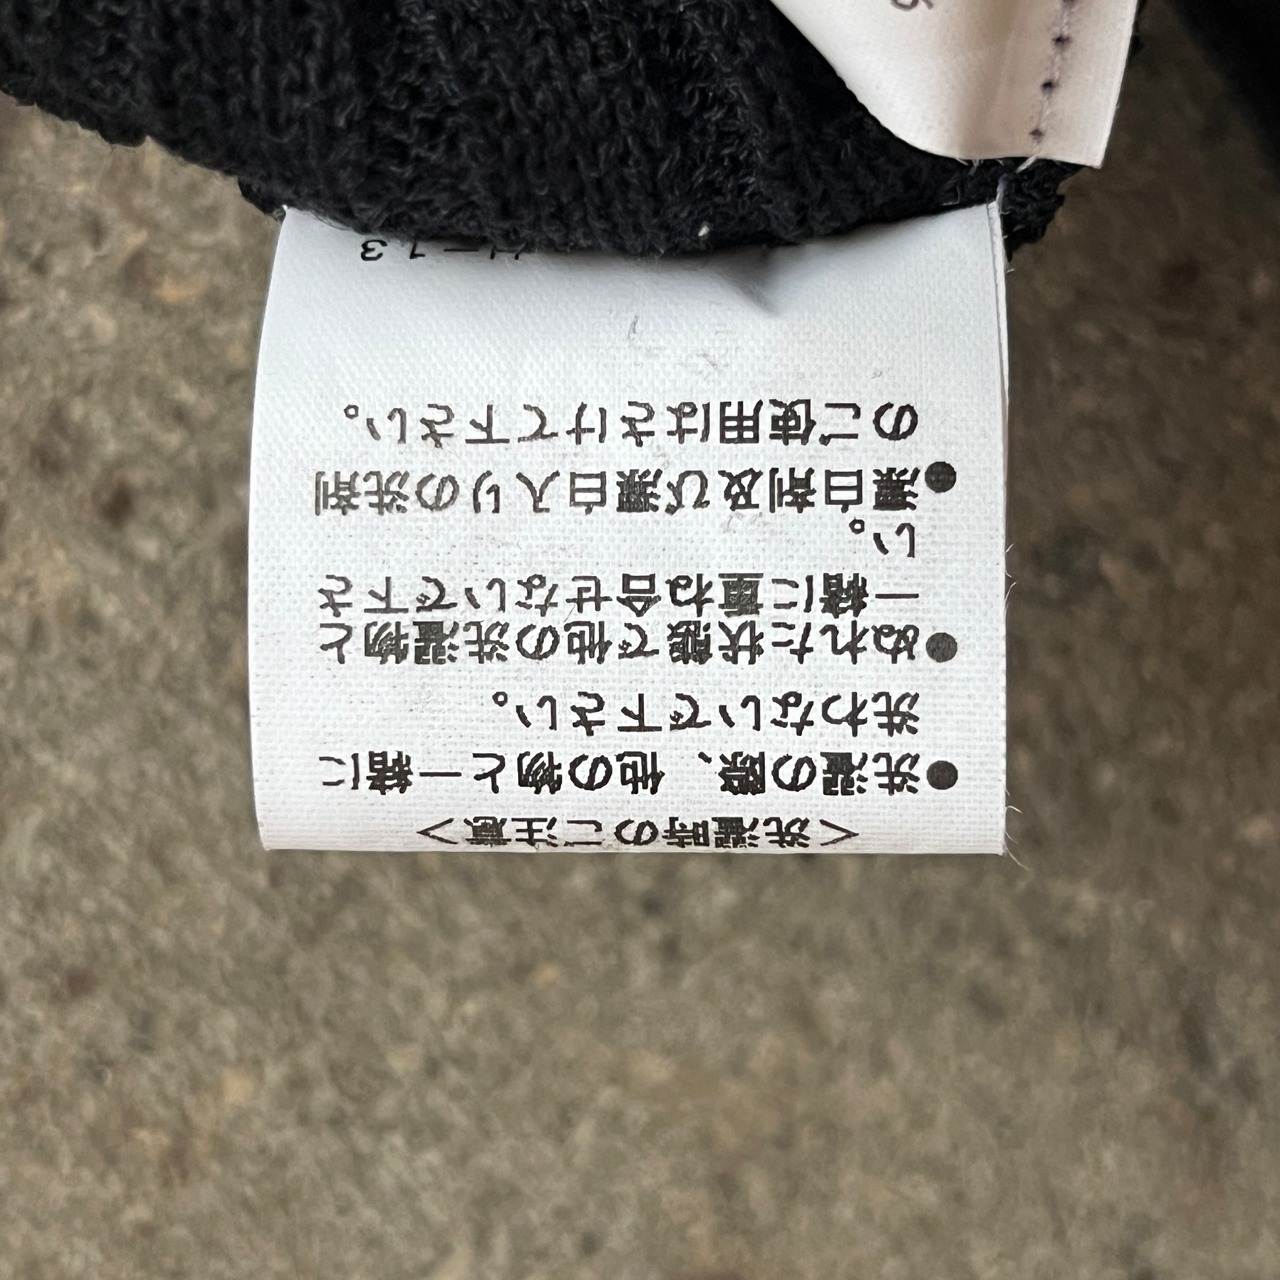 ＜洗濯時のご注意＞
●洗濯の際、他の物と一緒に
洗わないで下さい。
●ぬれた状態で他の洗濯物と
一緒に重ね合せないで下さ
い。
●漂白剤及び漂白入りの洗剤
のご使用はさけて下さい。